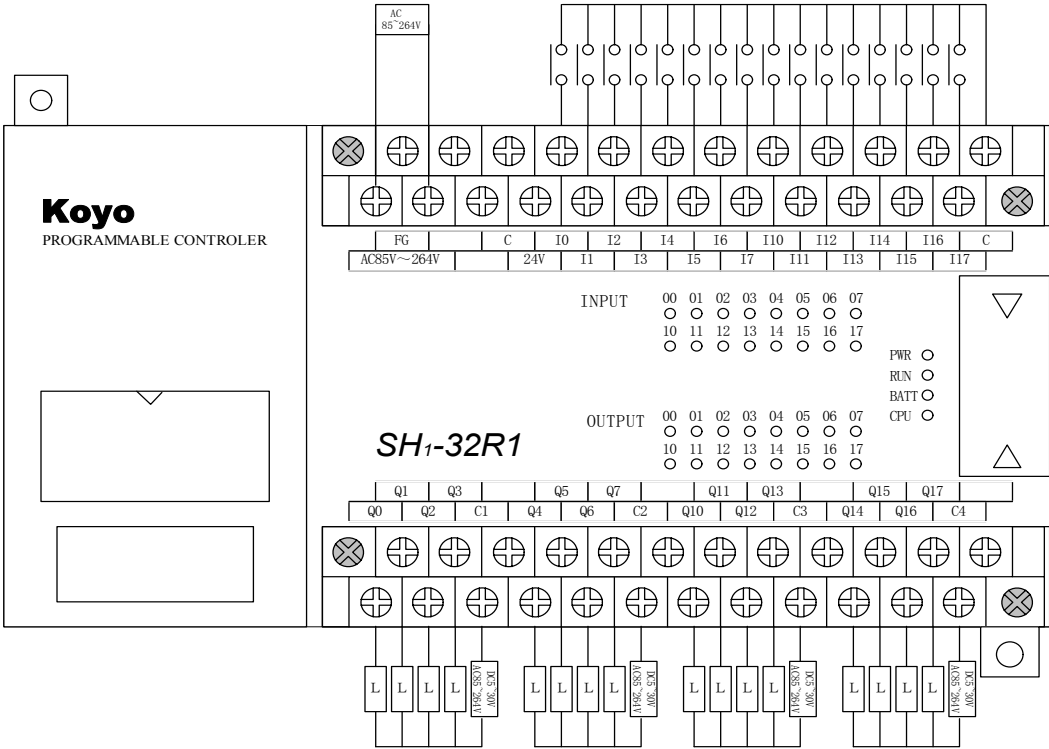 AC
85~264V
Koyo
PROGRAMMABLE CONTROLER
FG C I0 I2 I4 I6 I10 I12 I14 I16 C
AC85V～264V 24V I1 I3 I5 I7 I11 I13 I15 I17
INPUT 00 01 02 03 04 05 06 07
10 11 12 13 14 15 16 17
PWR
RUN
BATT
CPU
OUTPUT 00 01 02 03 04 05 06 07
10 11 12 13 14 15 16 17
SH1-32R1
Q1 Q3 Q5 Q7 Q11 Q13 Q15 Q17
Q0 Q2 C1 Q4 Q6 C2 Q10 Q12 C3 Q14 Q16 C4
L L L L
DC5~30V
AC85~264V
L L L L
DC5~30V
AC85~264V
L L L L
DC5~30V
AC85~264V
L L L L
DC5~30V
AC85~264V